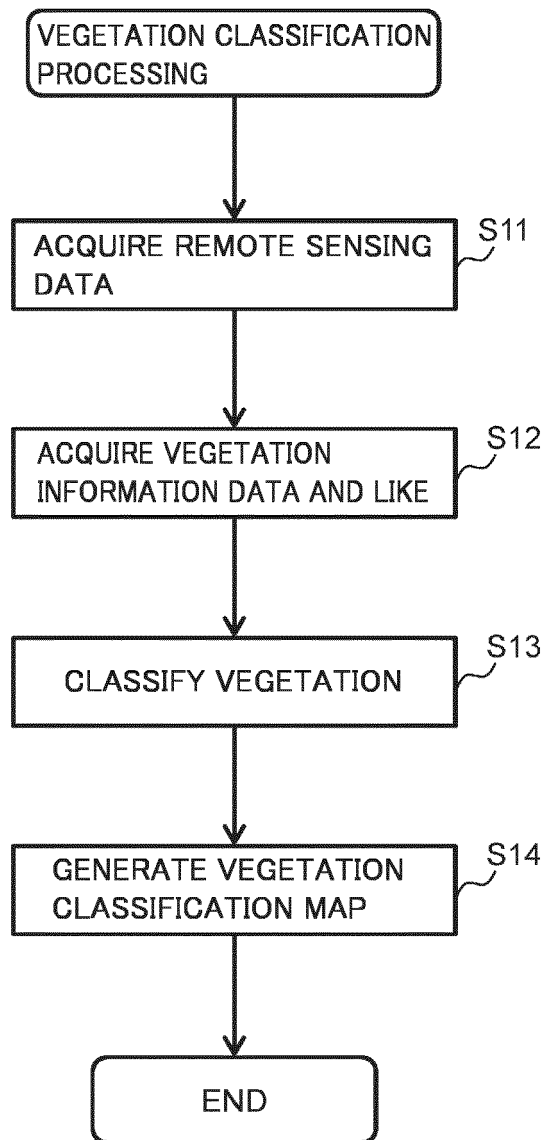 VEGETATION CLASSIFICATION
PROCESSING
S11
ACQUIRE REMOTE SENSING
DATA
S12
ACQUIRE VEGETATION
INFORMATION DATA AND LIKE
S13
CLASSIFY VEGETATION
S14
GENERATE VEGETATION
CLASSIFICATION MAP
END